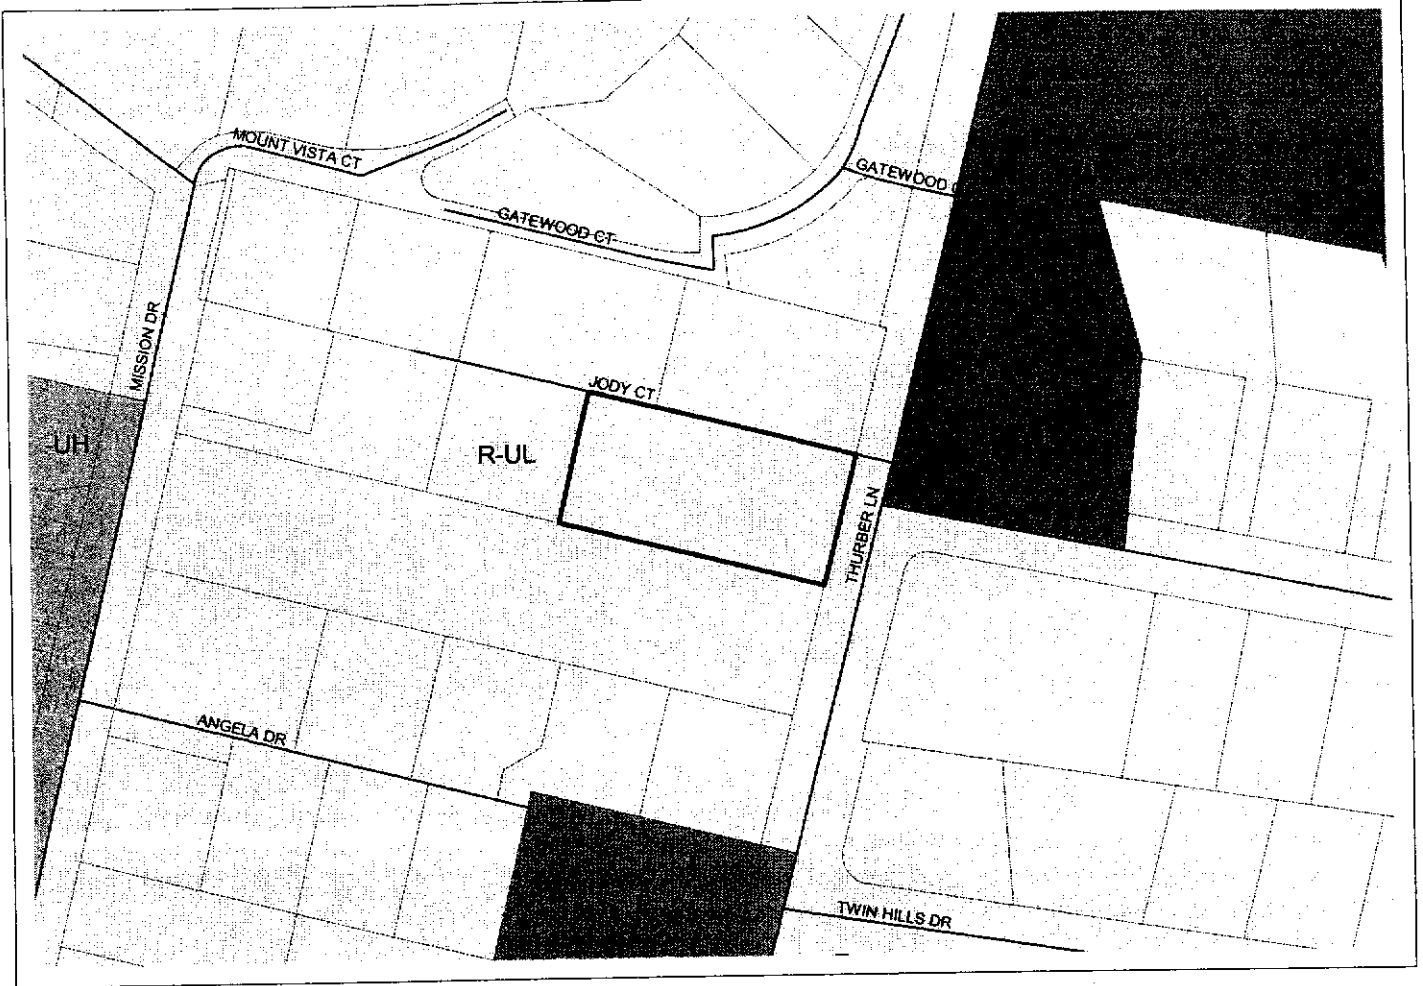 MOUNT VISTA CT
GATEWOOD
GATEWOOD CT
MISSION DR
JODY CT
-UH
R-UL
THURBER LN
ANGELA DR
TWIN HILLS DR